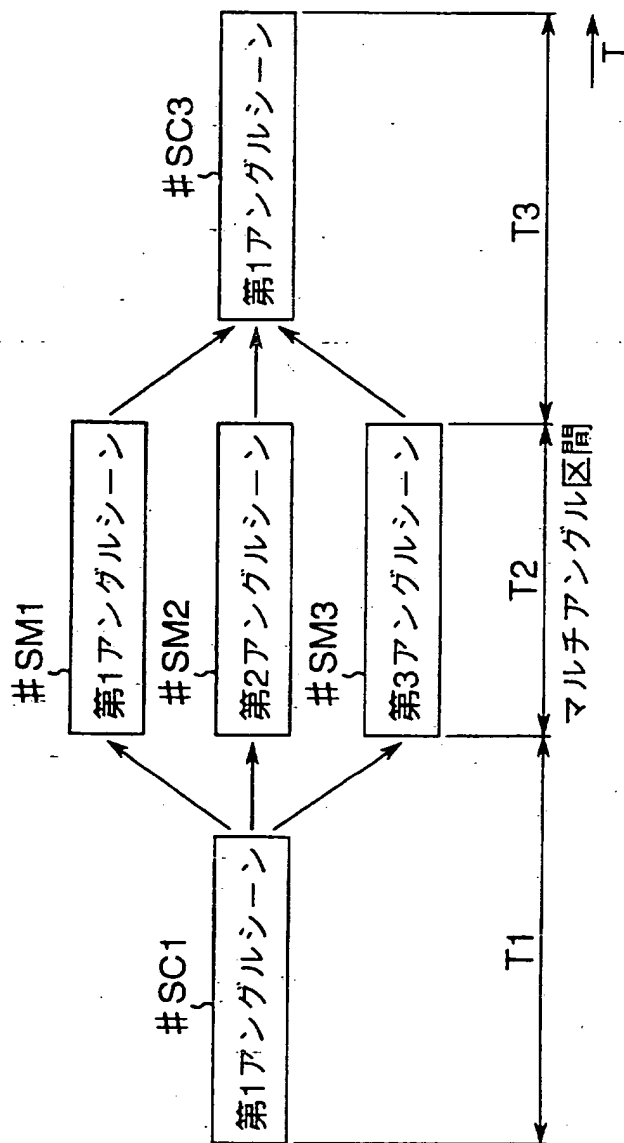 #SC1
第1アングルシーン
#SM1
第1アングルシーン
#SM2
第2アングルシーン
#SM3
第3アングルシーン
#SC3
第1アングルシーン
T1
T2
T3
マルチアングル区間
T